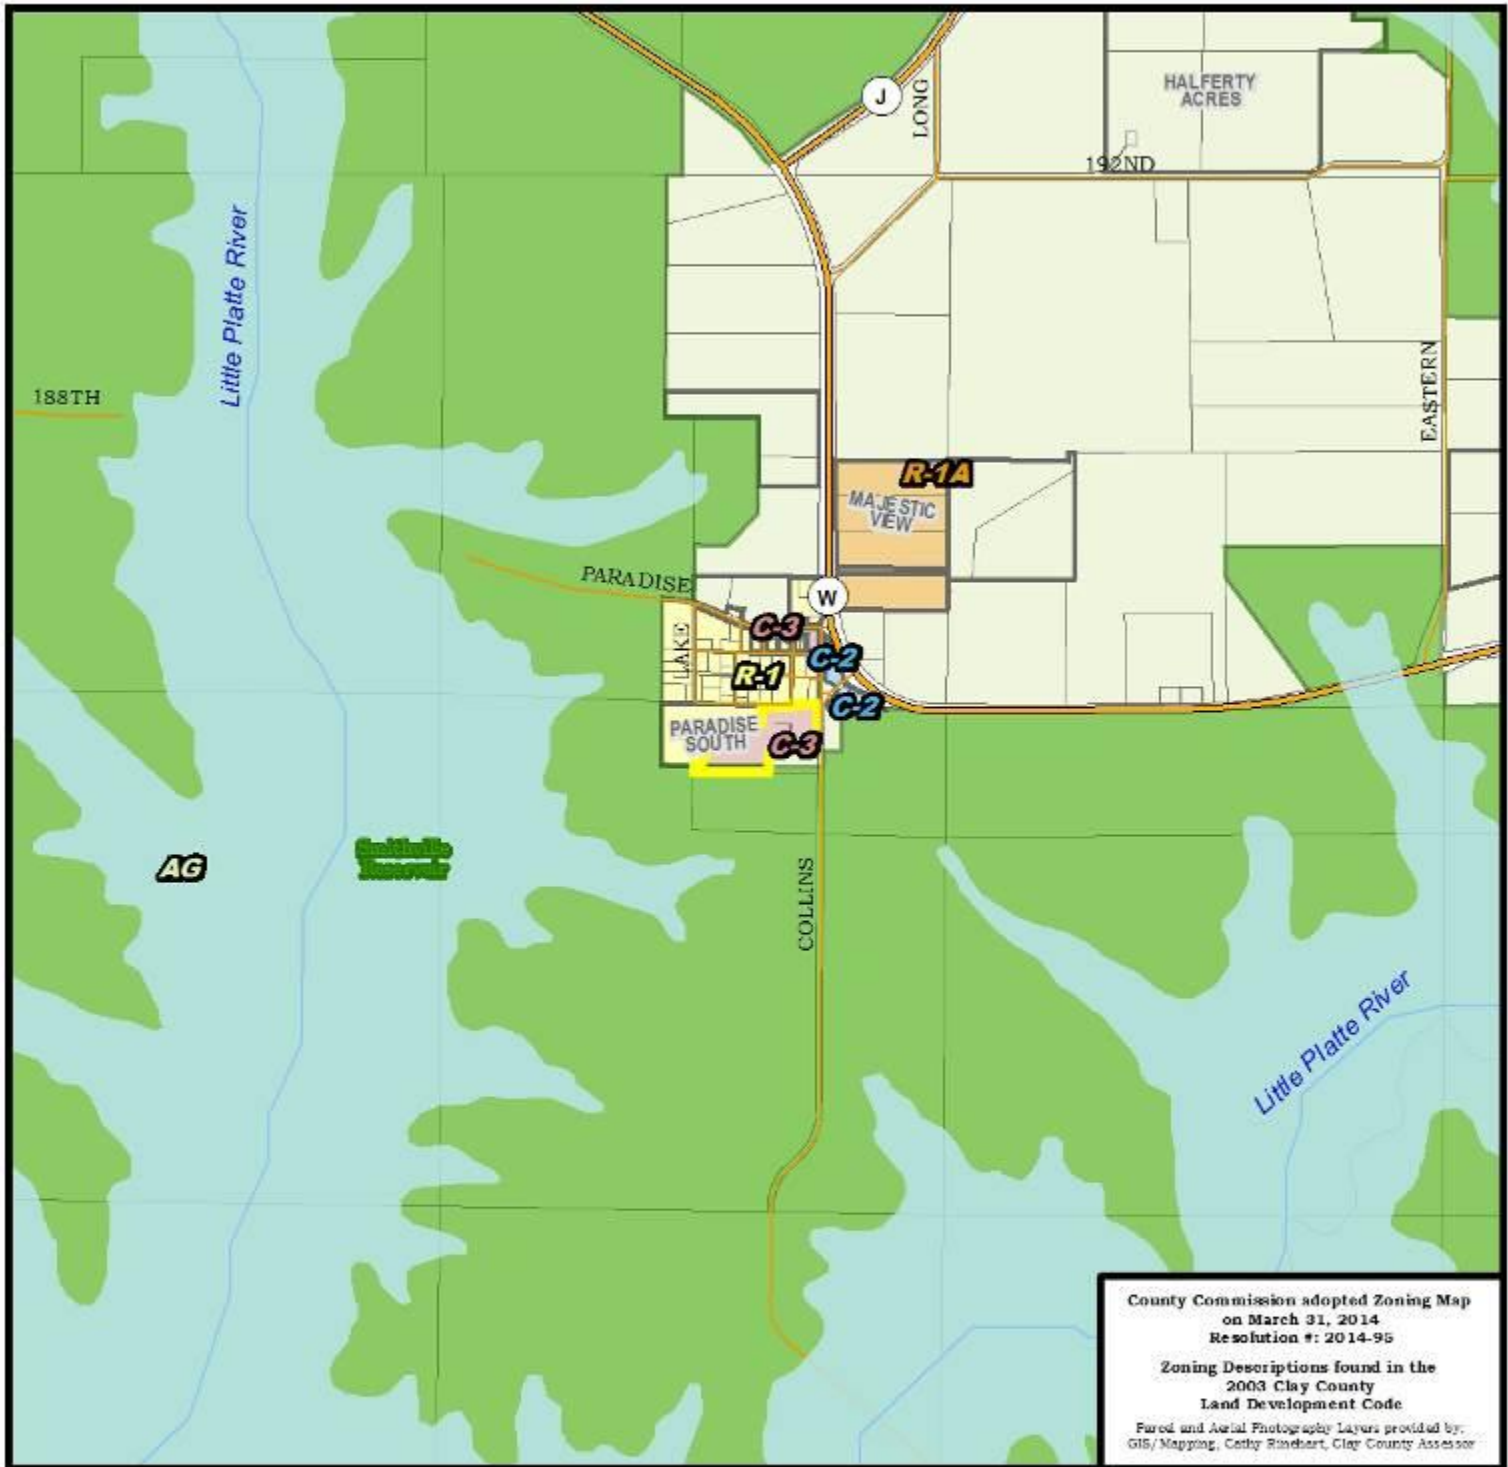 J
LONG
HALFERTY
ACRES
192ND
Little Platte River
188TH
EASTERN
R-1A
MAJESTIC
VIEW
PARADISE
W
LAKE
C-3
C-2
R-1
C-2
PARADISE
SOUTH
C-3
AG
Smithville
Reservoir
COLLINS
Little Platte River
County Commission adopted Zoning Map
on March 31, 2014
Resolution #: 2014-95
Zoning Descriptions found in the
2003 Clay County
Land Development Code
Parcel and Aerial Photography Layers provided by:
GIS/Mapping, Cathy Rinehart, Clay County Assessor